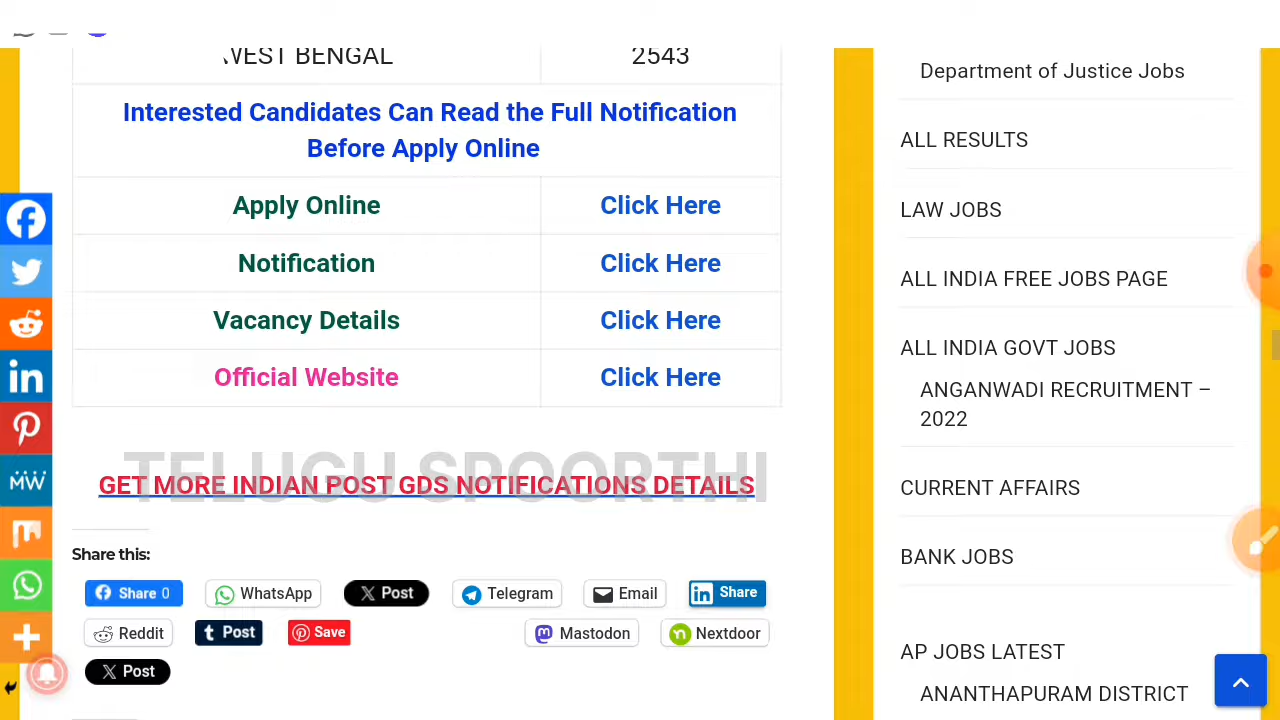 WEST BENGAL 2543
Interested Candidates Can Read the Full Notification
Before Apply Online
Apply Online Click Here
Notification Click Here
Vacancy Details Click Here
Official Website Click Here
TELUGU SPOORTHI
GET MORE INDIAN POST GDS NOTIFICATIONS DETAILS
Share this:
Share 0 WhatsApp Post Telegram Email Share
Reddit Post Save Mastodon Nextdoor
Post
Department of Justice Jobs
ALL RESULTS
LAW JOBS
ALL INDIA FREE JOBS PAGE
ALL INDIA GOVT JOBS
ANGANWADI RECRUITMENT –
2022
CURRENT AFFAIRS
BANK JOBS
AP JOBS LATEST
ANANTHAPURAM DISTRICT